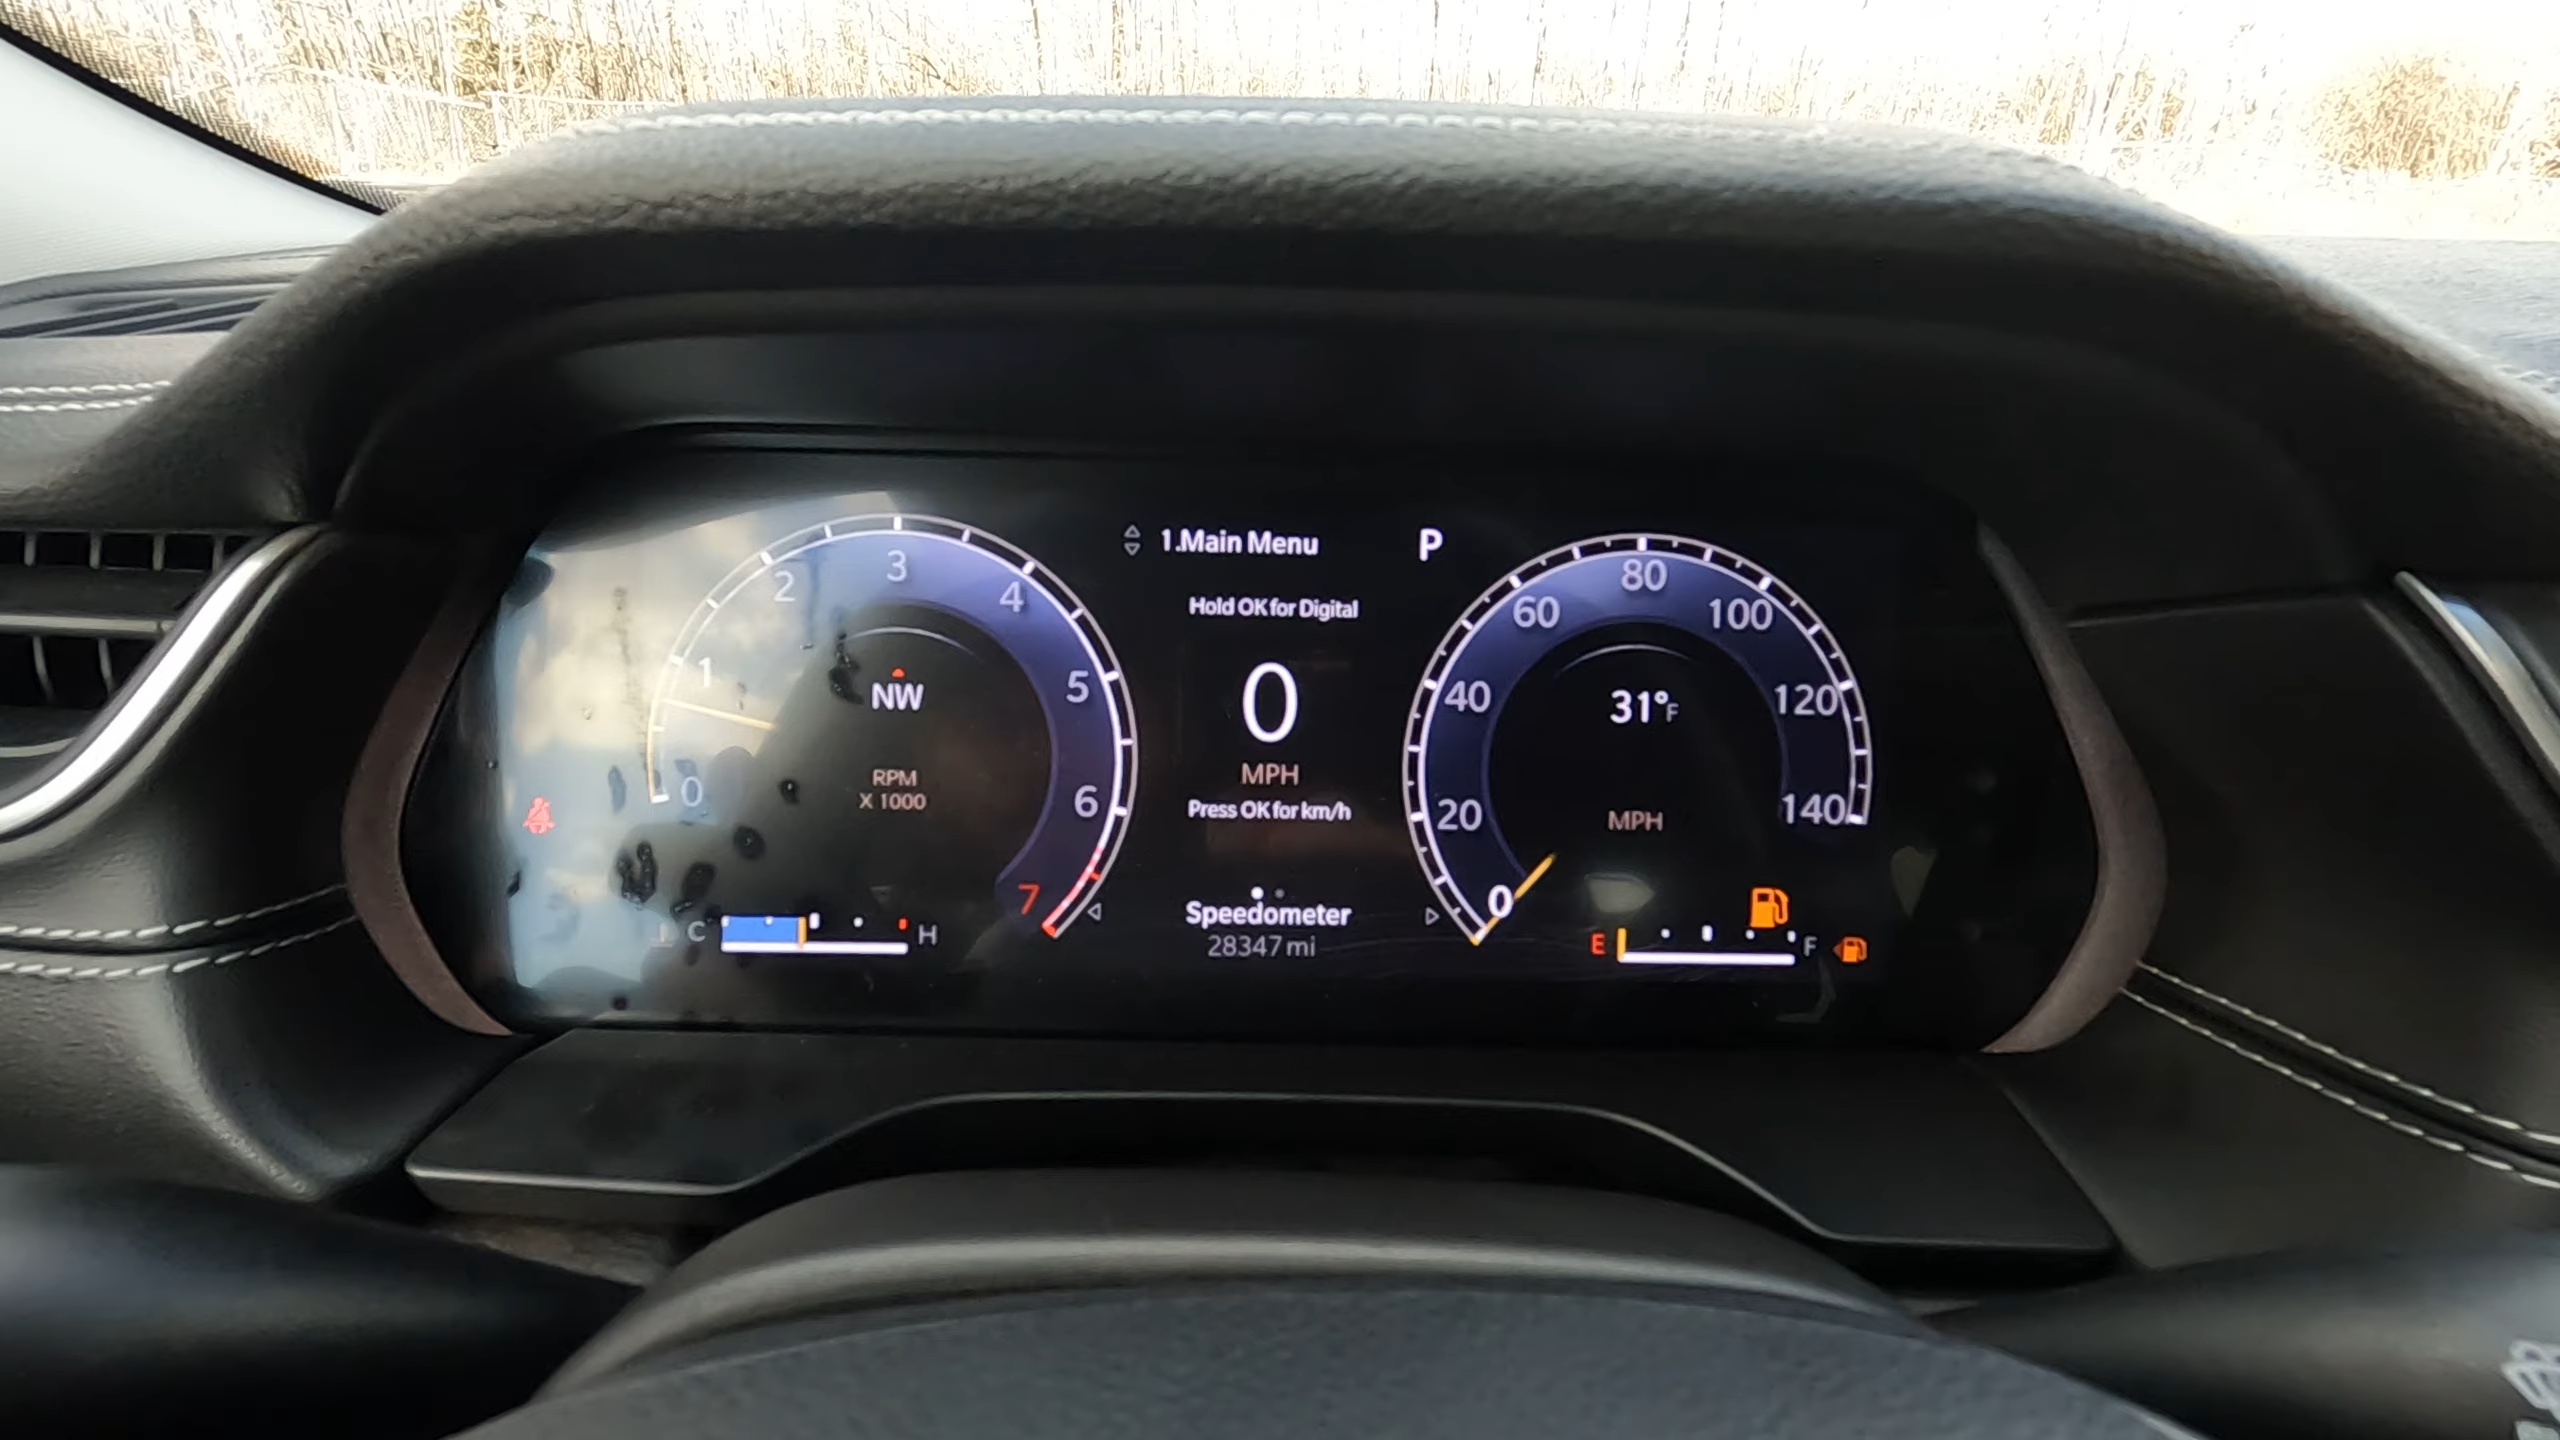 1.Main Menu
P
Hold OK for Digital
0
MPH
Press OK for km/h
Speedometer
28347 mi
0
1
2
3
4
5
6
7
NW
RPM
X 1000
C
H
0
20
40
60
80
100
120
140
31°F
MPH
E
F